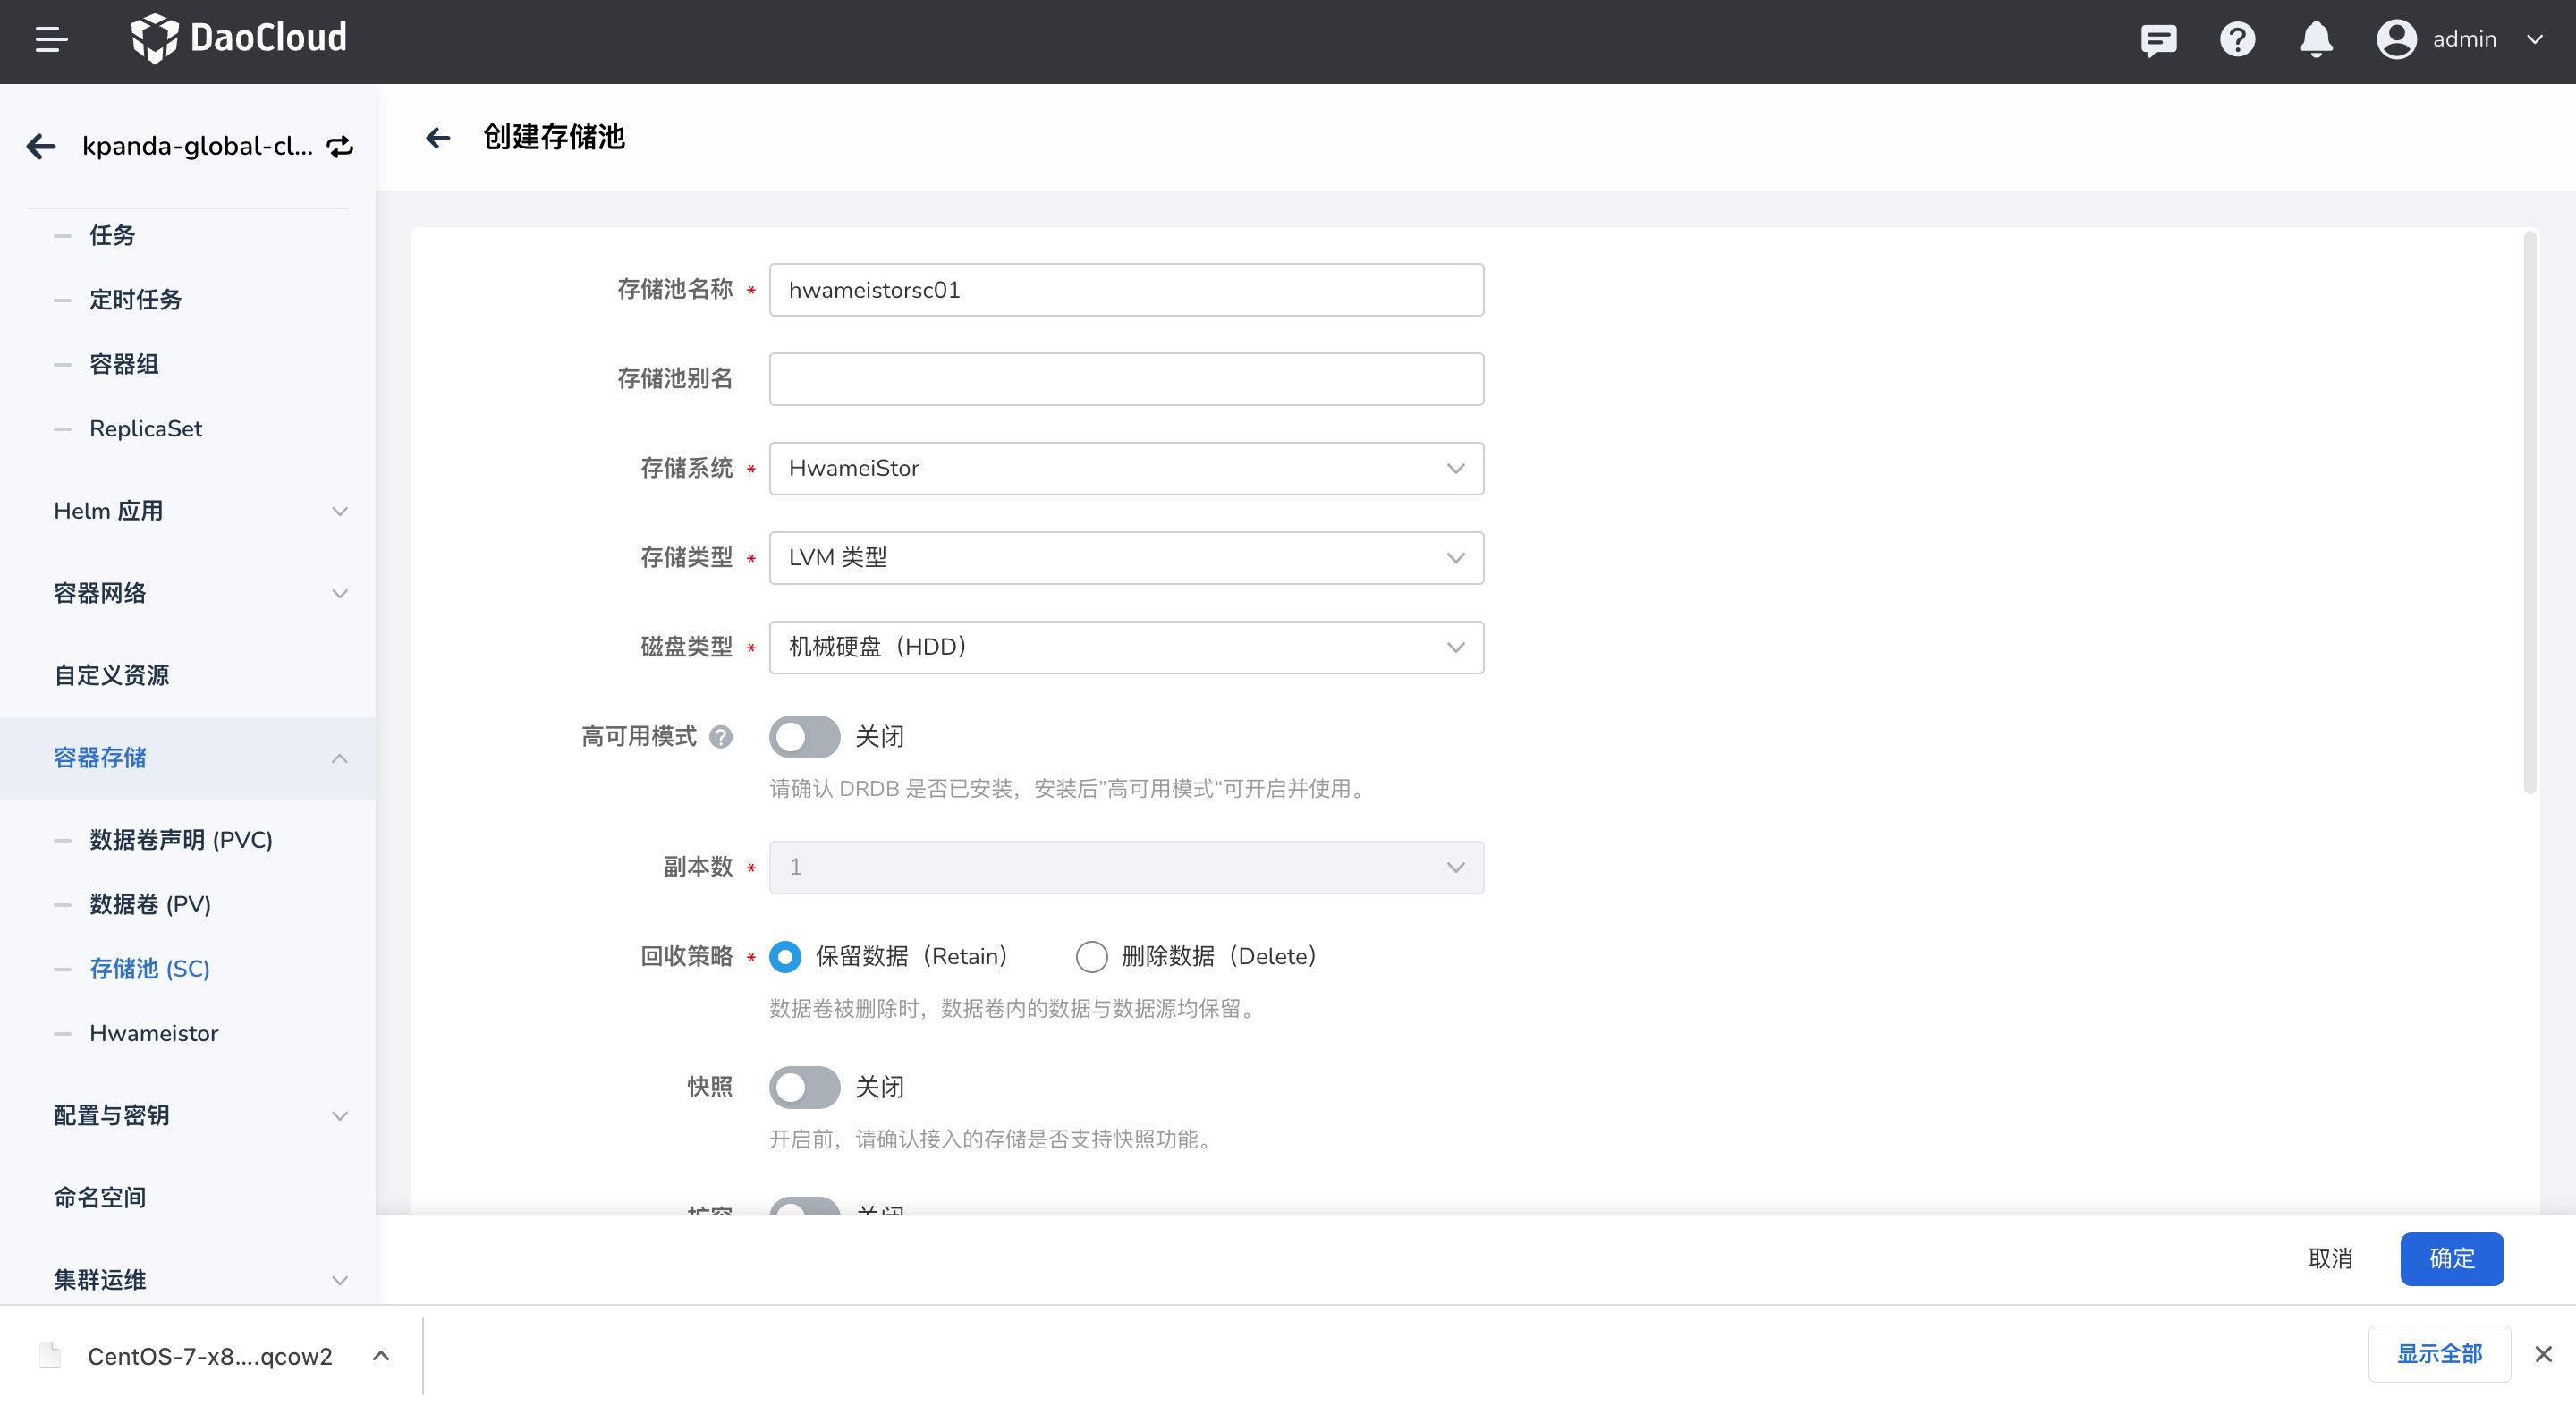 DaoCloud
admin
kpanda-global-cl...
任务
定时任务
容器组
ReplicaSet
Helm 应用
容器网络
自定义资源
容器存储
数据卷声明 (PVC)
数据卷 (PV)
存储池 (SC)
Hwameistor
配置与密钥
命名空间
集群运维
创建存储池
存储池名称 * hwameistorsc01
存储池别名
存储系统 * HwameiStor
存储类型 * LVM 类型
磁盘类型 * 机械硬盘（HDD）
高可用模式 ? 关闭
请确认 DRDB 是否已安装，安装后”高可用模式“可开启并使用。
副本数 * 1
回收策略 * 保留数据（Retain） 删除数据（Delete）
数据卷被删除时，数据卷内的数据与数据源均保留。
快照 关闭
开启前，请确认接入的存储是否支持快照功能。
扩容 关闭
取消 确定
CentOS-7-x8....qcow2
显示全部